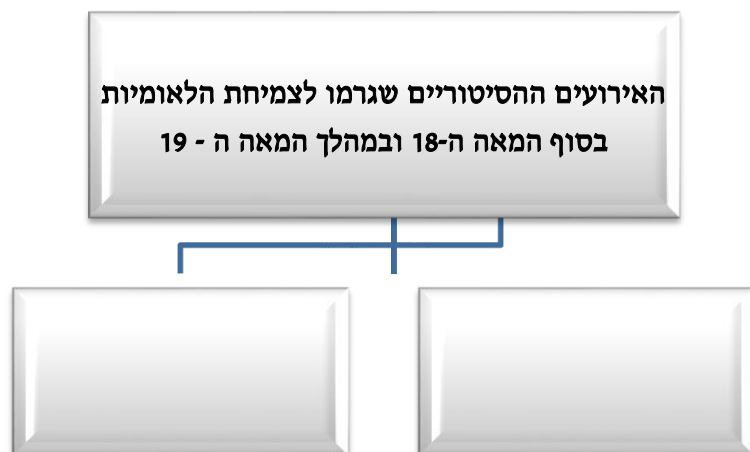 האירועים ההסיטוריים שגרמו לצמיחת הלאומיות
בסוף המאה ה-18 ובמהלך המאה ה - 19